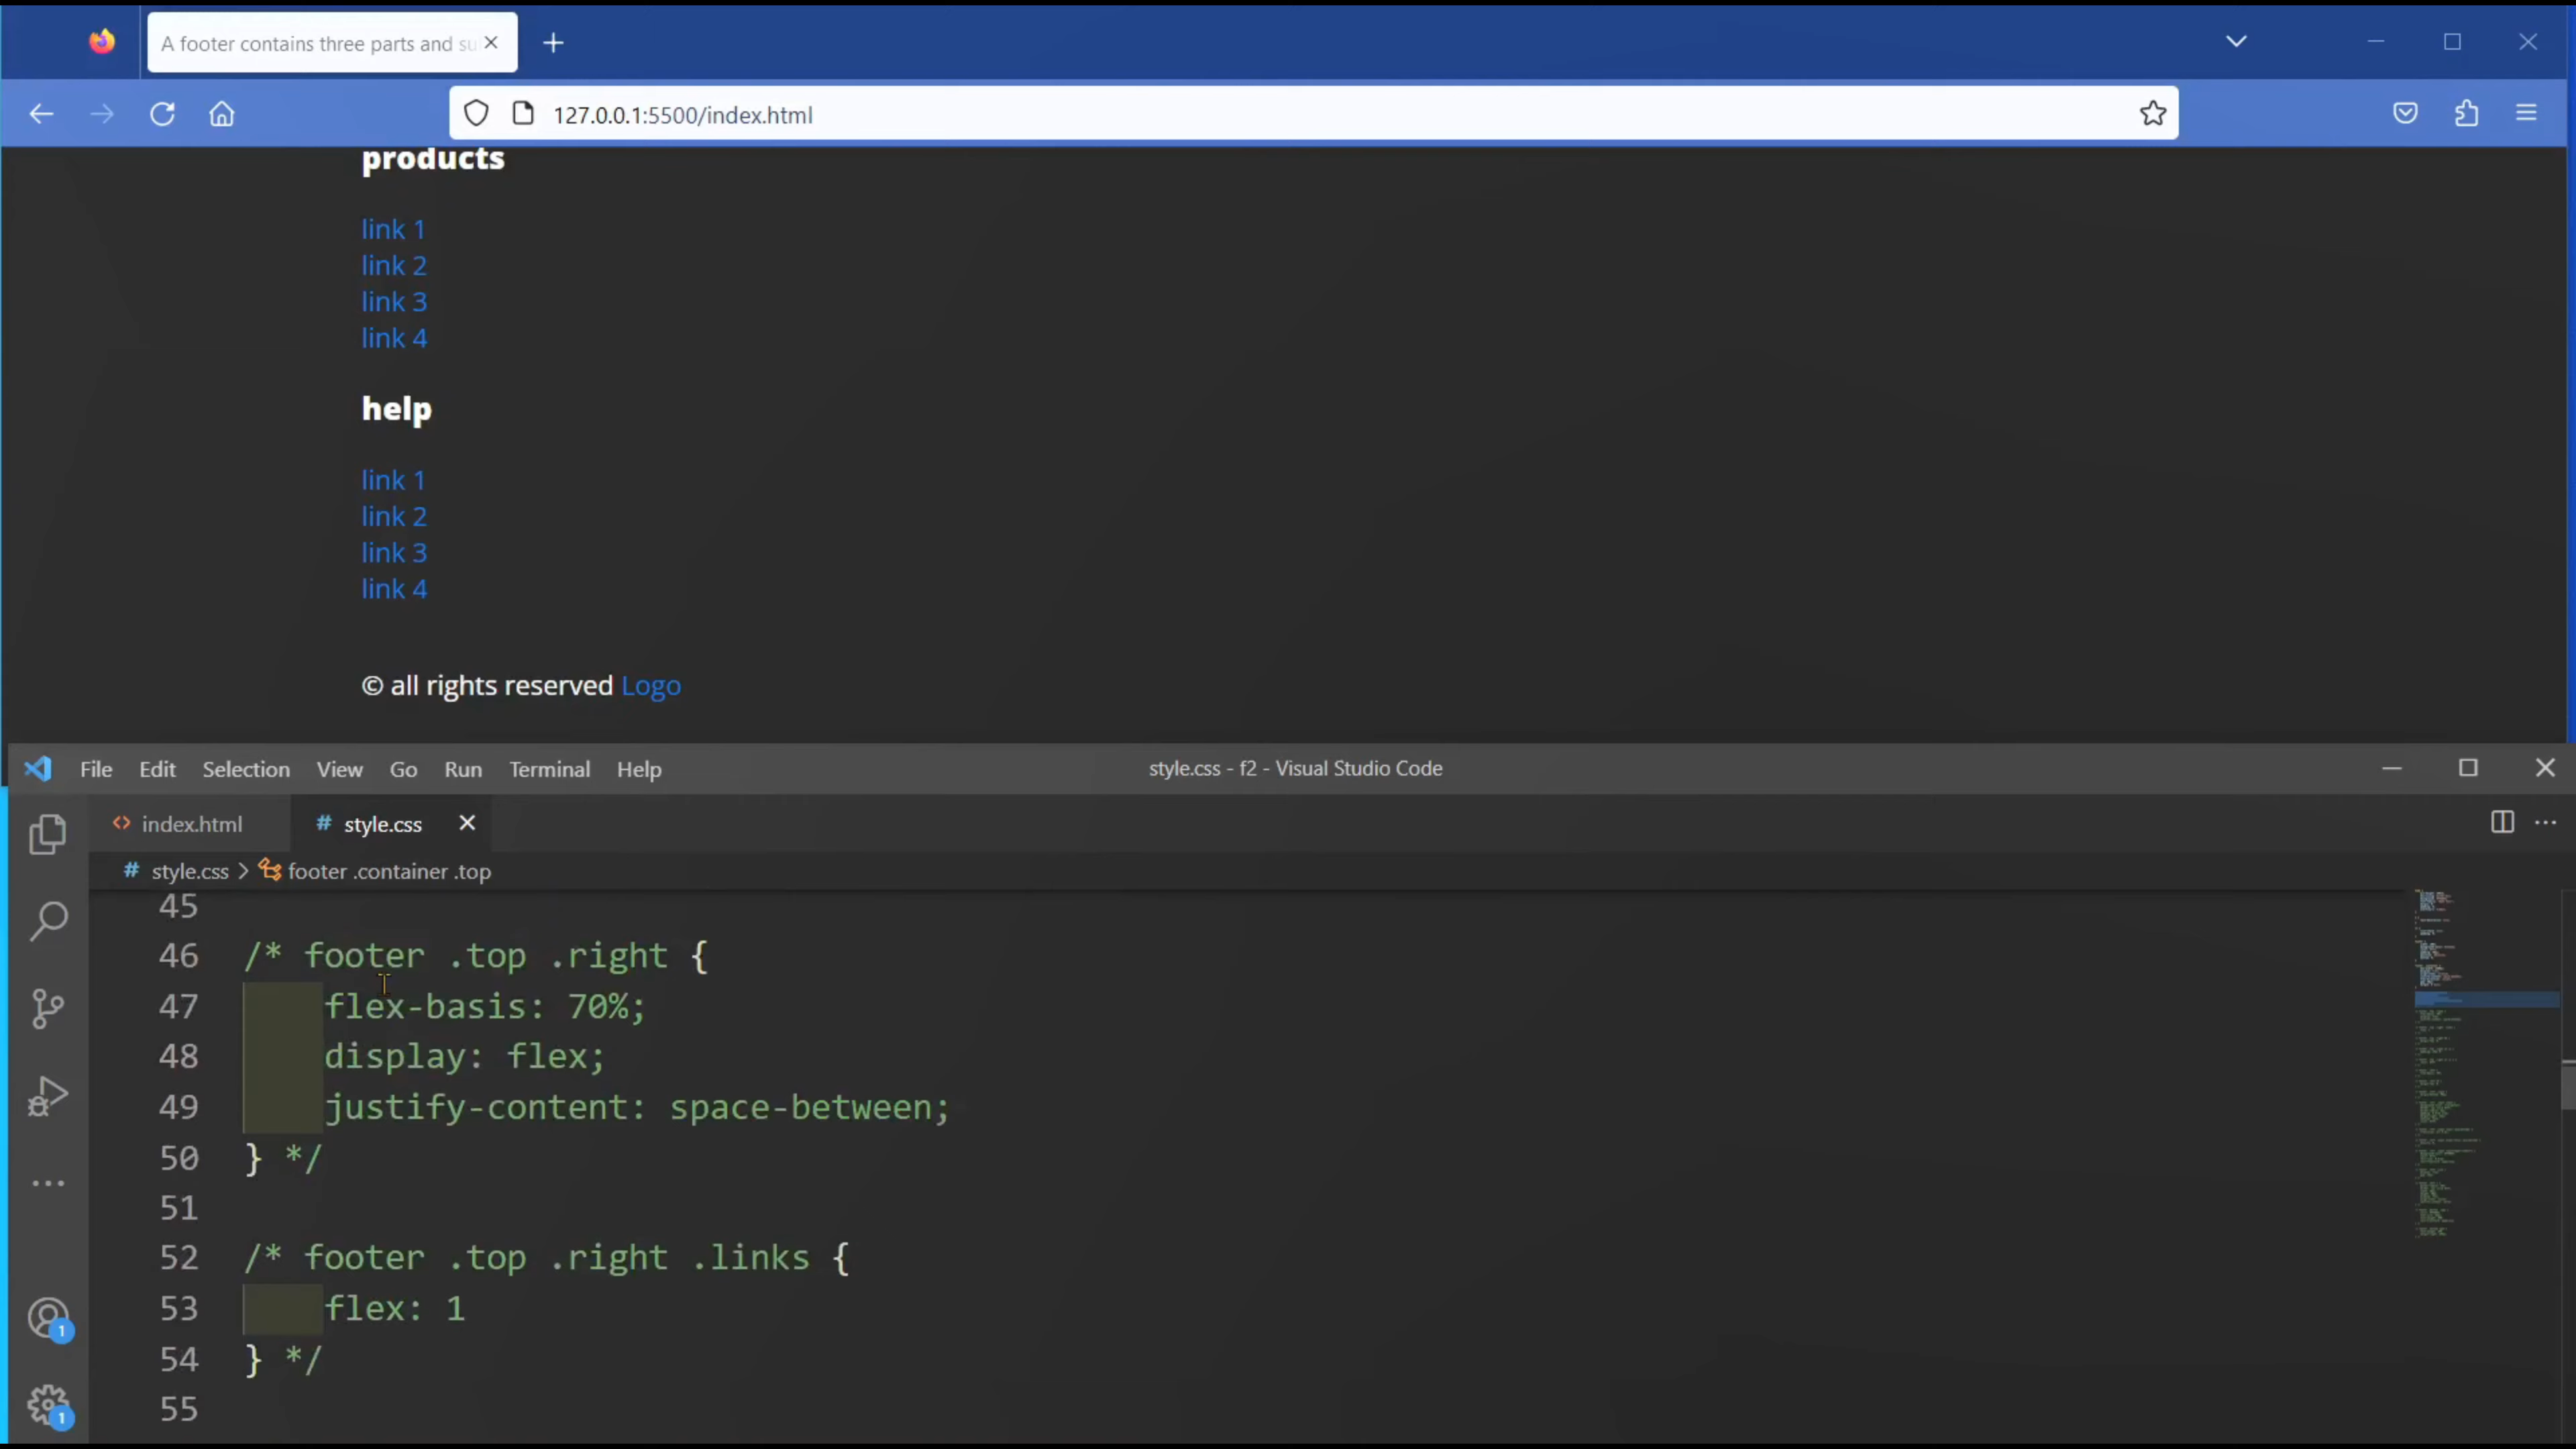 A footer contains three parts and su
127.0.0.1:5500/index.html
products
link 1
link 2
link 3
link 4
help
link 1
link 2
link 3
link 4
© all rights reserved Logo
File Edit Selection View Go Run Terminal Help
style.css - f2 - Visual Studio Code
<> index.html
# style.css
# style.css > footer .container .top
45
46 /* footer .top .right {
47 flex-basis: 70%;
48 display: flex;
49 justify-content: space-between;
50 } */
51
52 /* footer .top .right .links {
53 flex: 1
54 } */
55
1
1